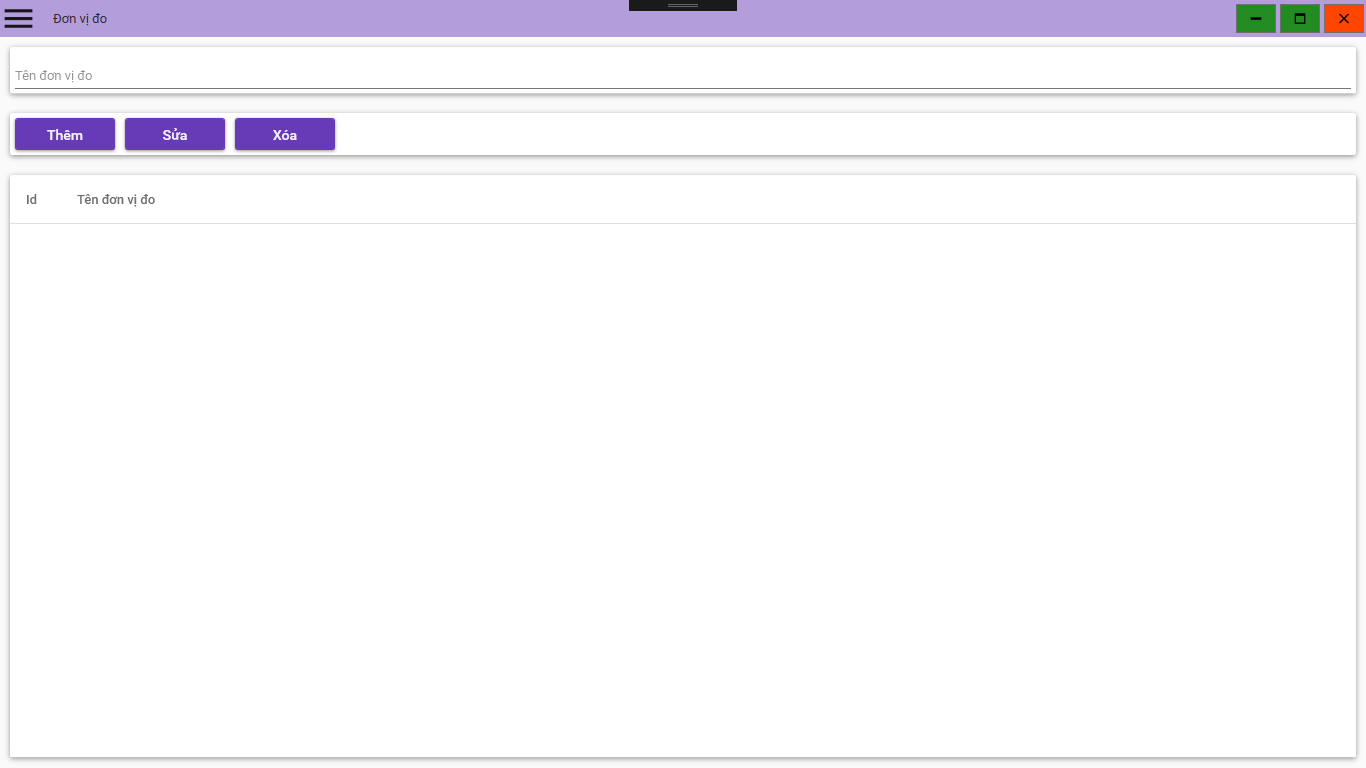 Đơn vị đo
Tên đơn vị đo
Thêm Sửa Xóa
Id Tên đơn vị đo